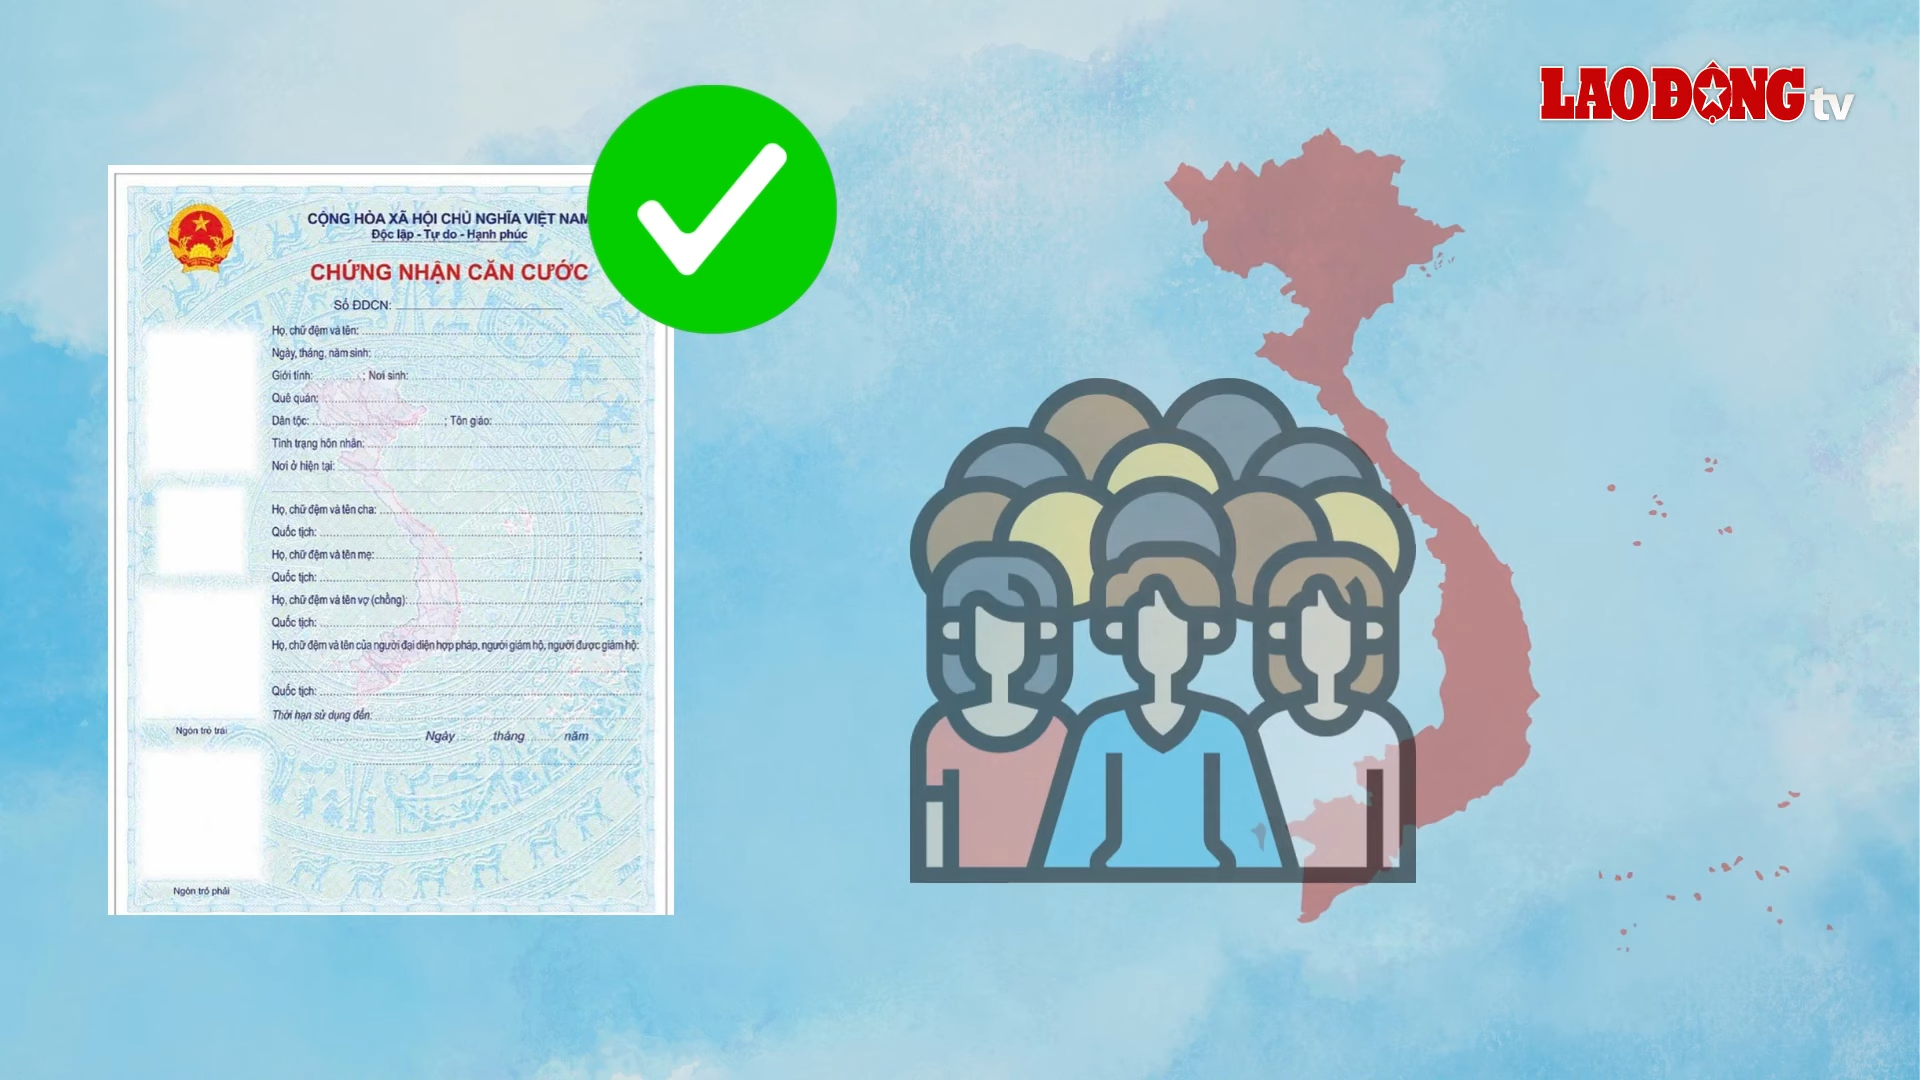 LAO ĐỘNG tv
CỘNG HÒA XÃ HỘI CHỦ NGHĨA VIỆT NAM
Độc lập - Tự do - Hạnh phúc
CHỨNG NHẬN CĂN CƯỚC
Số ĐDCN:
Họ, chữ đệm và tên:
Ngày, tháng, năm sinh:
Giới tính: ; Nơi sinh:
Quê quán:
Dân tộc: ; Tôn giáo:
Tình trạng hôn nhân:
Nơi ở hiện tại:
Họ, chữ đệm và tên cha:
Quốc tịch:
Họ, chữ đệm và tên mẹ:
Quốc tịch:
Họ, chữ đệm và tên vợ (chồng):
Quốc tịch:
Họ, chữ đệm và tên của người đại diện hợp pháp, người giám hộ, người được giám hộ:
Quốc tịch:
Thời hạn sử dụng đến:
Ngón trỏ trái
Ngày tháng năm
Ngón trỏ phải